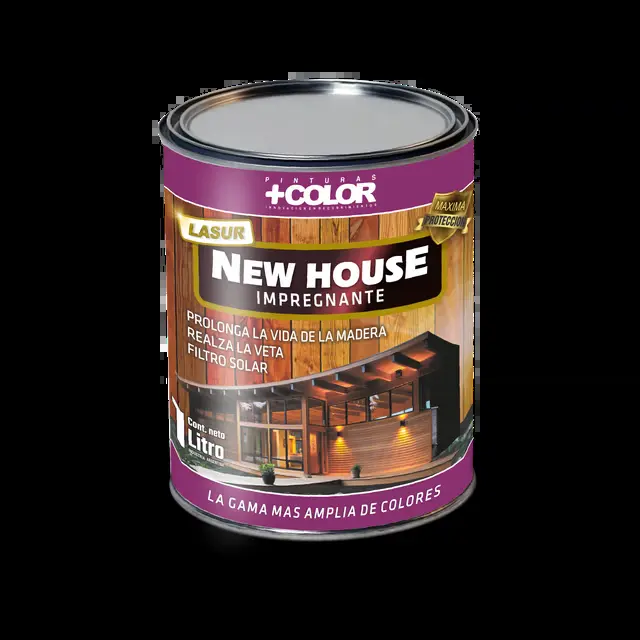 PINTURAS
+COLOR
LASUR
MAXIMA
PROTECCION
NEW HOUSE
IMPREGNANTE
PROLONGA LA VIDA DE LA MADERA
REALZA LA VETA
FILTRO SOLAR
Cont. neto
1 Litro
LA GAMA MAS AMPLIA DE COLORES